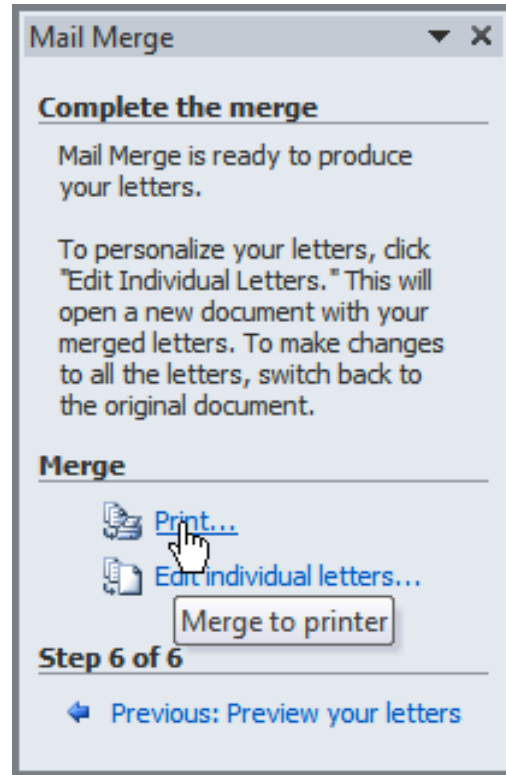 Mail Merge
Complete the merge
Mail Merge is ready to produce
your letters.
To personalize your letters, click
"Edit Individual Letters." This will
open a new document with your
merged letters. To make changes
to all the letters, switch back to
the original document.
Merge
Print...
Edit individual letters...
Merge to printer
Step 6 of 6
Previous: Preview your letters